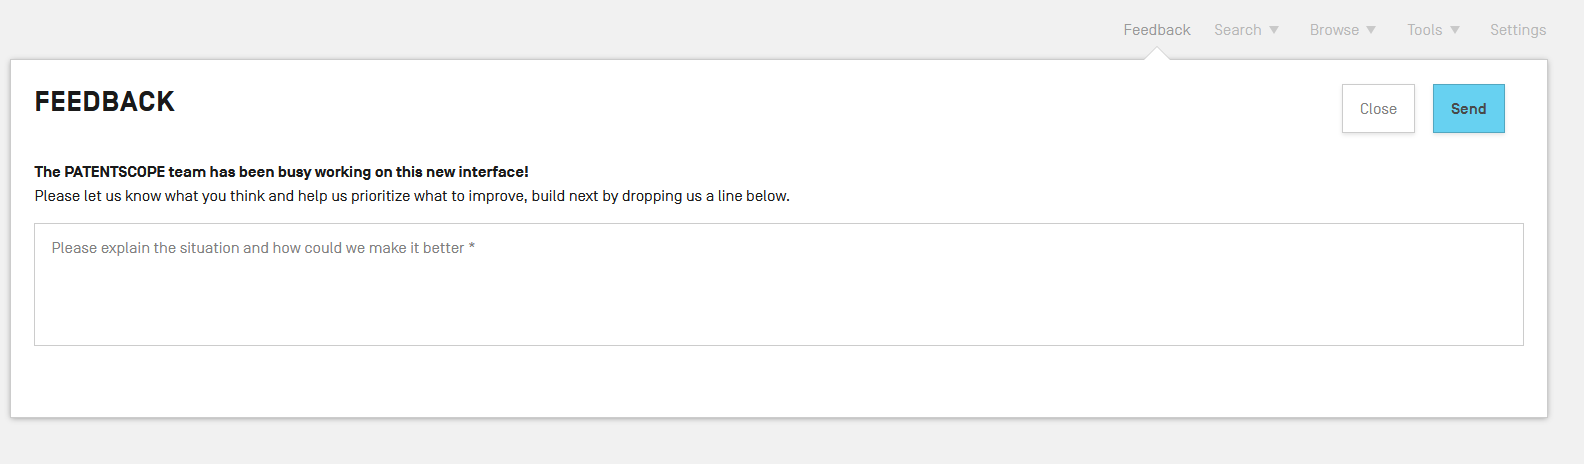 Feedback Search Browse Tools Settings
FEEDBACK
Close Send
The PATENTSCOPE team has been busy working on this new interface!
Please let us know what you think and help us prioritize what to improve, build next by dropping us a line below.
Please explain the situation and how could we make it better *